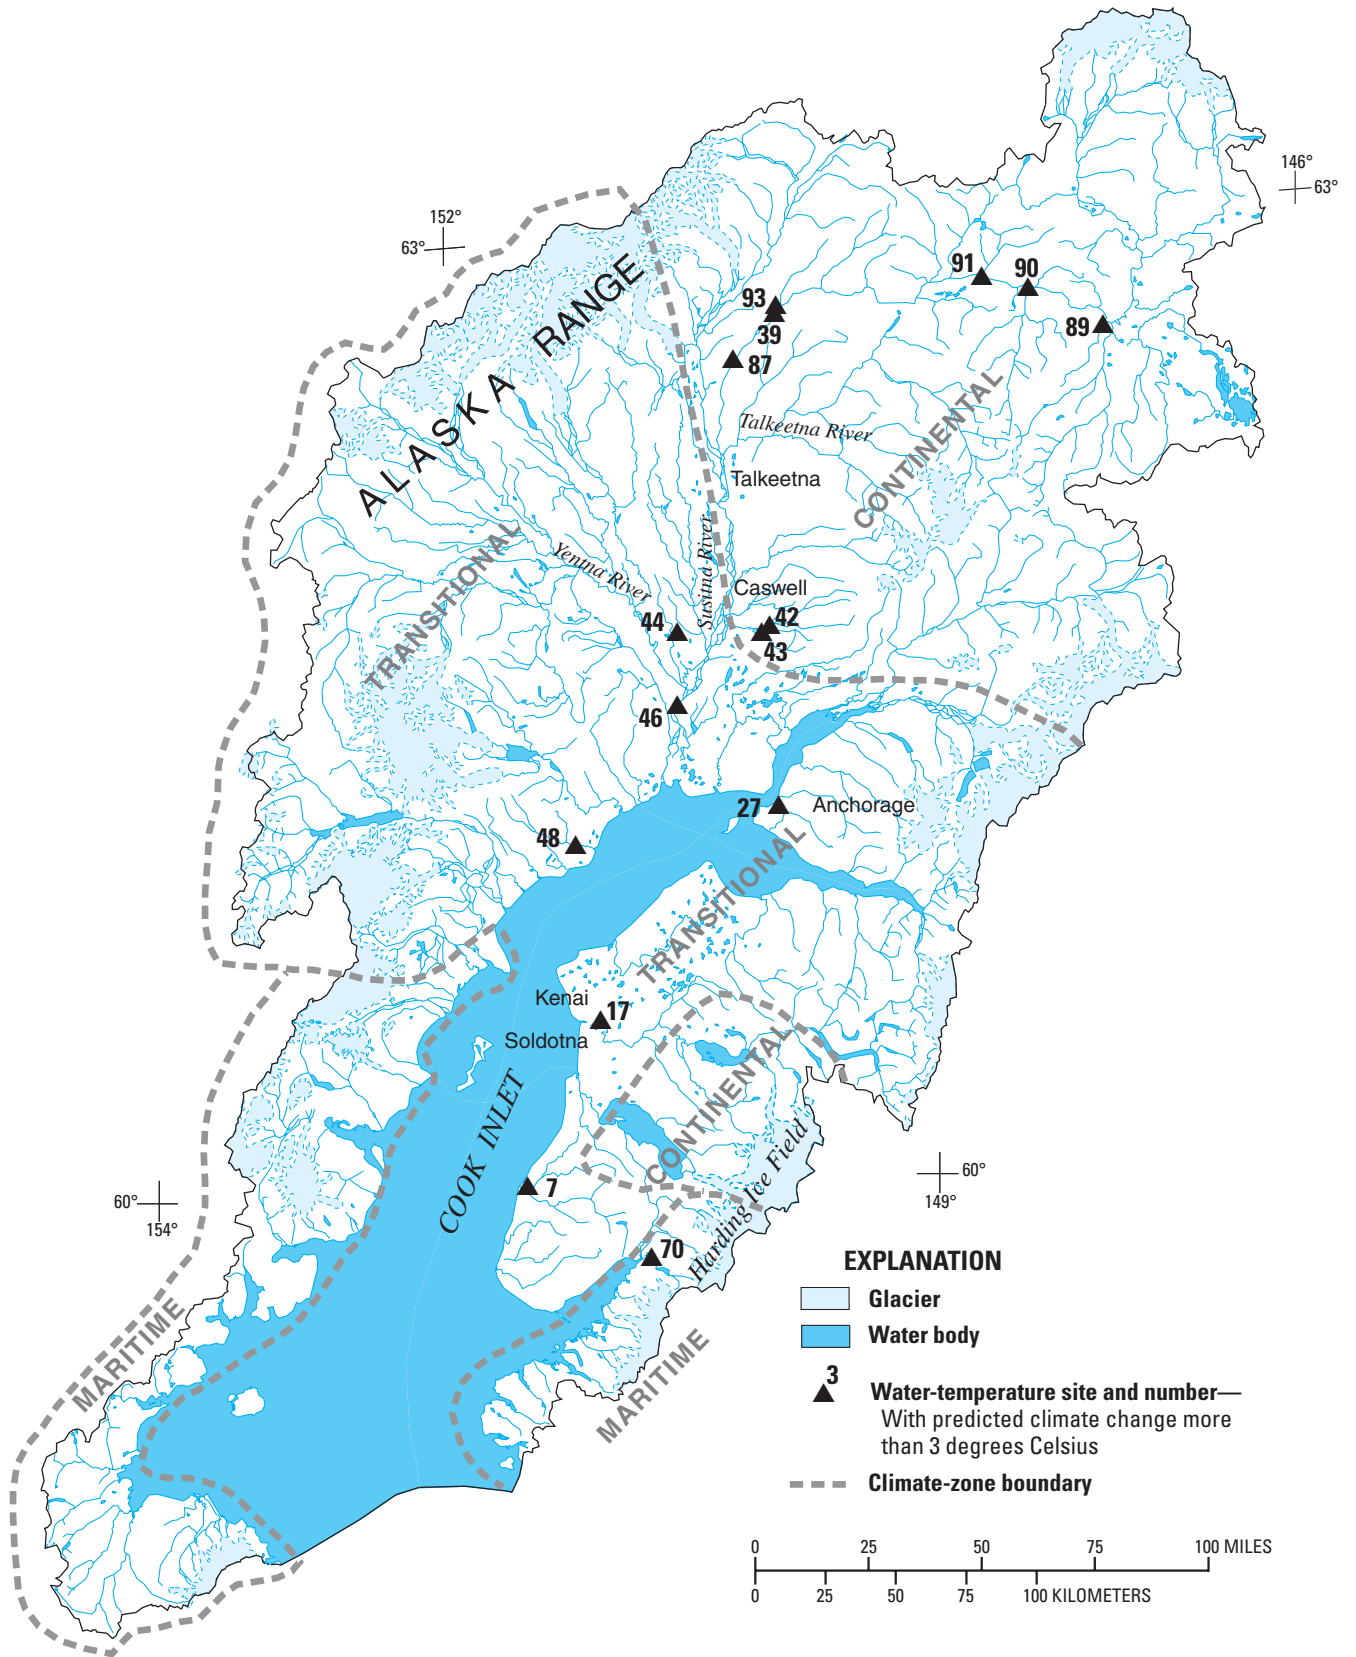 146°
63°
152°
63°
ALASKA RANGE
91
90
89
93
39
87
Talkeetna River
CONTINENTAL
Talkeetna
TRANSITIONAL
Yentna River
Susitna River
Caswell
44
42
43
46
27
Anchorage
48
TRANSITIONAL
Kenai
17
Soldotna
CONTINENTAL
COOK INLET
Harding Ice Field
60°
149°
60°
154°
7
70
MARITIME
MARITIME
EXPLANATION
Glacier
Water body
3
Water-temperature site and number—
With predicted climate change more
than 3 degrees Celsius
Climate-zone boundary
0 25 50 75 100 MILES
0 25 50 75 100 KILOMETERS